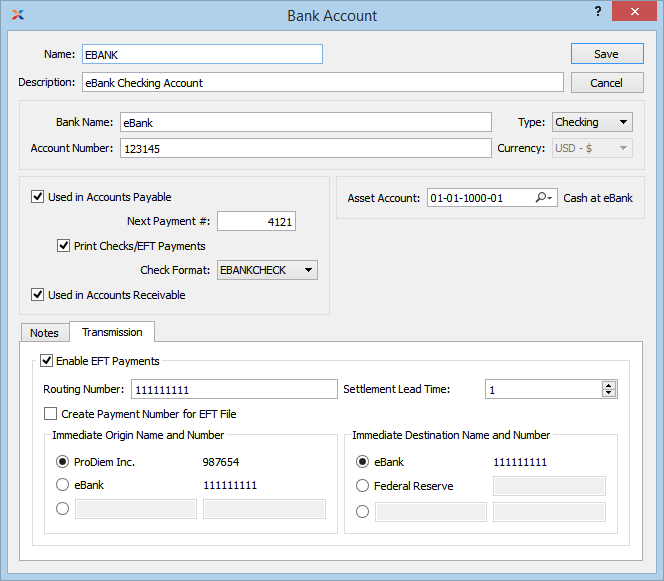 Bank Account
?
Name: EBANK
Save
Description: eBank Checking Account
Cancel
Bank Name: eBank
Type: Checking
Account Number: 123145
Currency: USD - $
Used in Accounts Payable
Asset Account: 01-01-1000-01 Cash at eBank
Next Payment #: 4121
Print Checks/EFT Payments
Check Format: EBANKCHECK
Used in Accounts Receivable
Notes Transmission
Enable EFT Payments
Routing Number: 111111111 Settlement Lead Time: 1
Create Payment Number for EFT File
Immediate Origin Name and Number
ProDiem Inc. 987654
eBank 111111111
Immediate Destination Name and Number
eBank 111111111
Federal Reserve